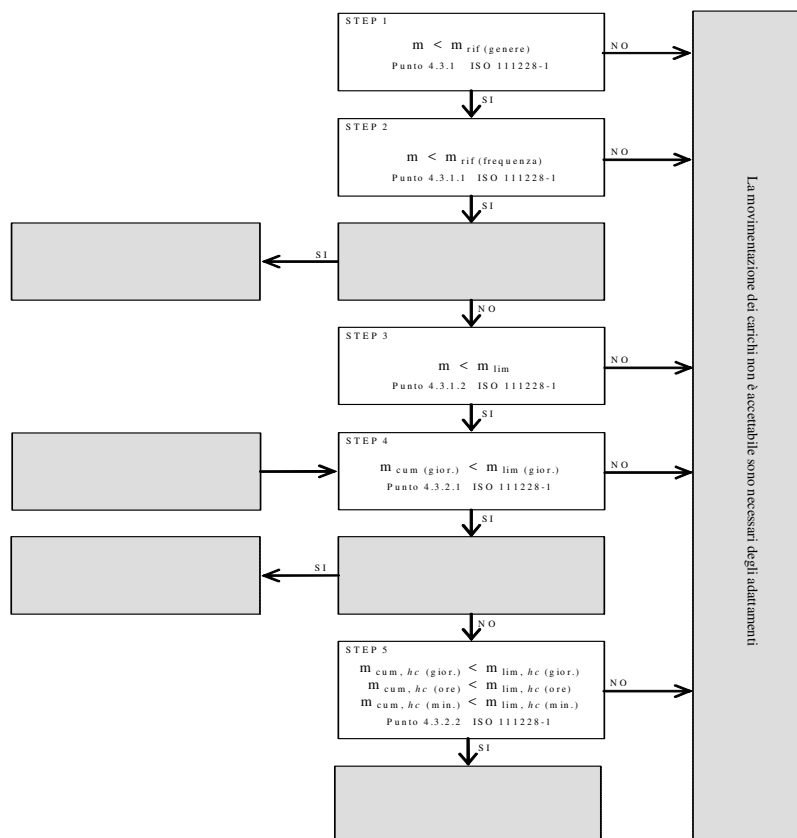 STEP 1
m < m rif (genere)
Punto 4.3.1 ISO 111228-1
NO
SI
STEP 2
m < m rif (frequenza)
Punto 4.3.1.1 ISO 111228-1
NO
SI
SI
NO
STEP 3
m < m lim
Punto 4.3.1.2 ISO 111228-1
NO
SI
STEP 4
m cum (gior.) < m lim (gior.)
Punto 4.3.2.1 ISO 111228-1
NO
SI
SI
NO
STEP 5
m cum, hc (gior.) < m lim, hc (gior.)
m cum, hc (ore) < m lim, hc (ore)
m cum, hc (min.) < m lim, hc (min.)
Punto 4.3.2.2 ISO 111228-1
NO
SI
La movimentazione dei carichi non è accettabile sono necessari degli adattamenti